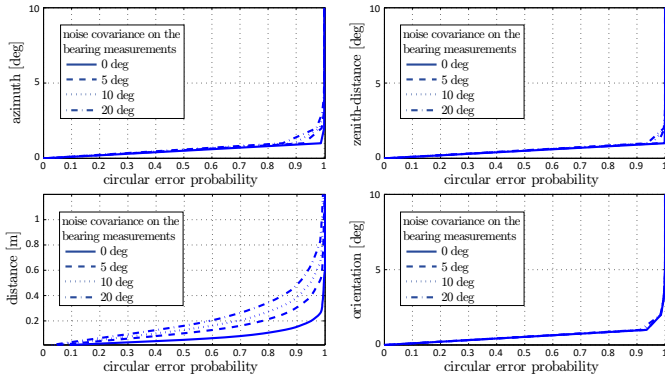 10
5
0
azimuth [deg]
noise covariance on the
bearing measurements
0 deg
5 deg
10 deg
20 deg
0 0.1 0.2 0.3 0.4 0.5 0.6 0.7 0.8 0.9 1
circular error probability
10
5
0
zenith-distance [deg]
noise covariance on the
bearing measurements
0 deg
5 deg
10 deg
20 deg
0 0.1 0.2 0.3 0.4 0.5 0.6 0.7 0.8 0.9 1
circular error probability
1
0.8
0.6
0.4
0.2
distance [m]
noise covariance on the
bearing measurements
0 deg
5 deg
10 deg
20 deg
0 0.1 0.2 0.3 0.4 0.5 0.6 0.7 0.8 0.9 1
circular error probability
10
5
0
orientation [deg]
noise covariance on the
bearing measurements
0 deg
5 deg
10 deg
20 deg
0 0.1 0.2 0.3 0.4 0.5 0.6 0.7 0.8 0.9 1
circular error probability